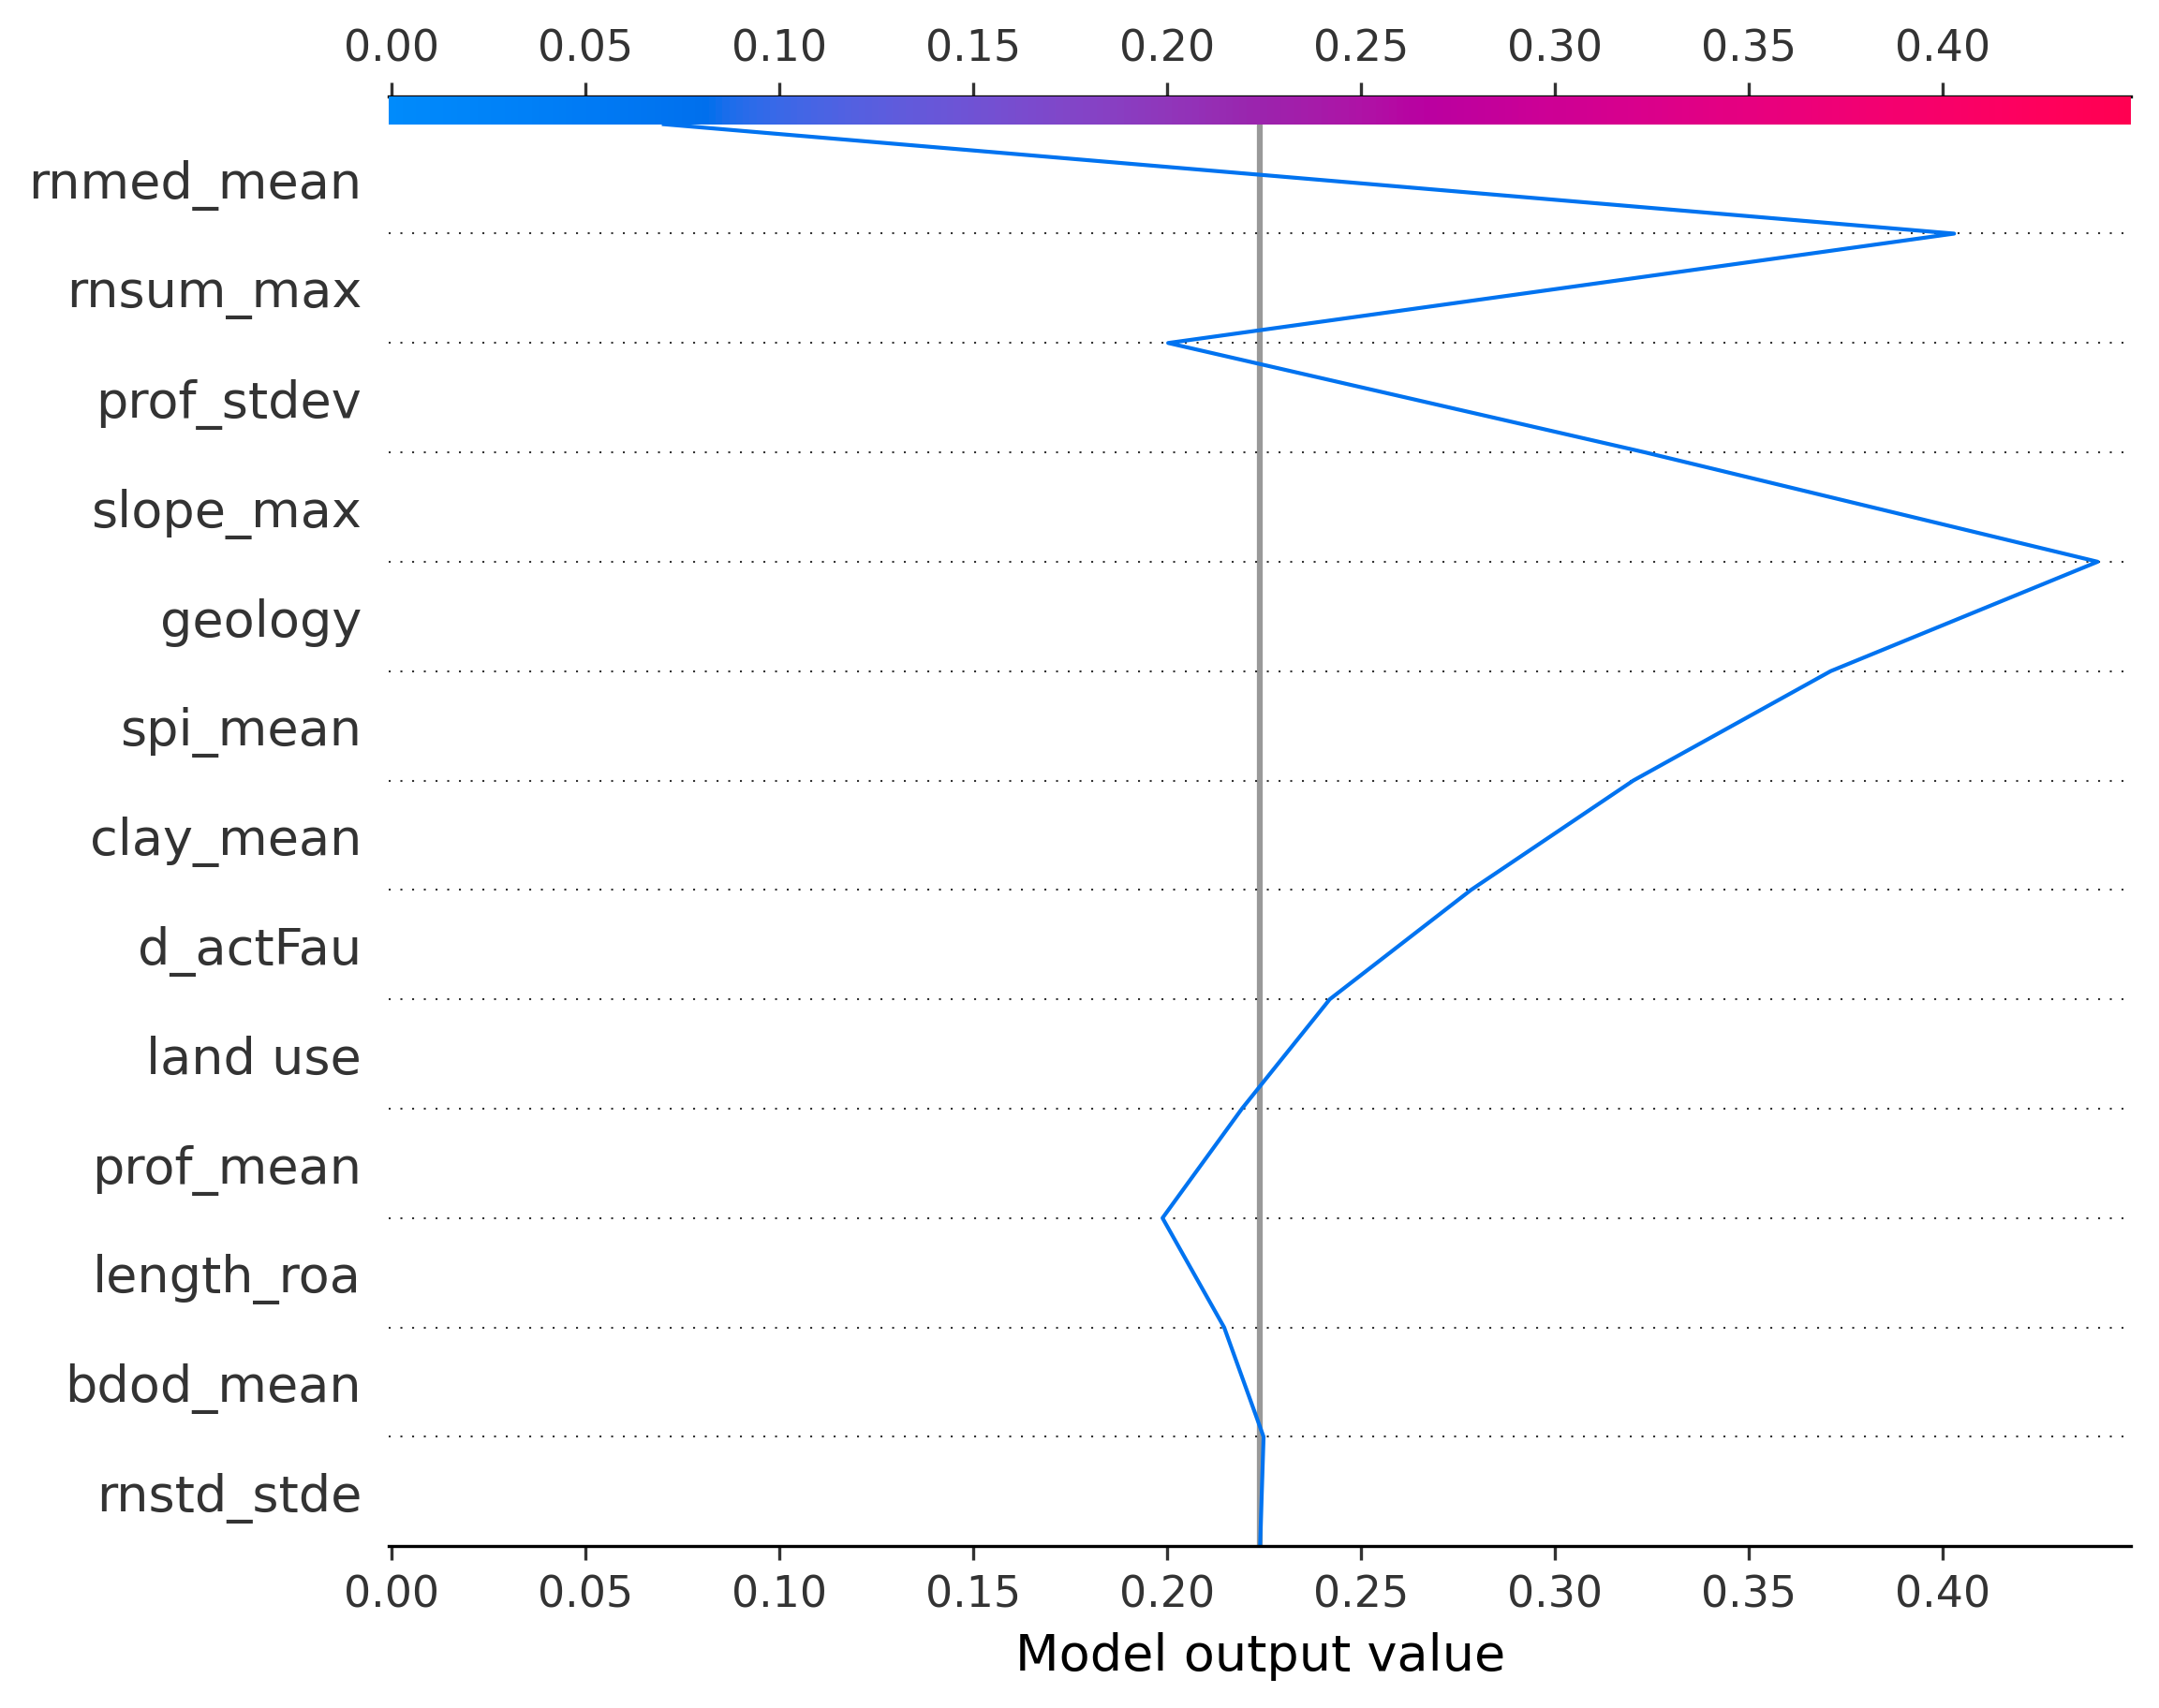 0.00 0.05 0.10 0.15 0.20 0.25 0.30 0.35 0.40
rnmed_mean
rnsum_max
prof_stdev
slope_max
geology
spi_mean
clay_mean
d_actFau
land use
prof_mean
length_roa
bdod_mean
rnstd_stde
0.00 0.05 0.10 0.15 0.20 0.25 0.30 0.35 0.40
Model output value